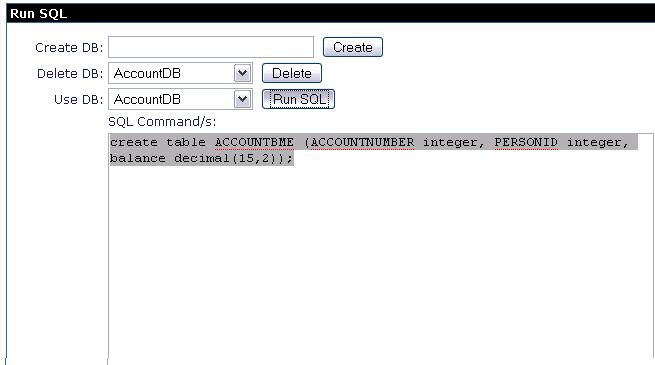 Run SQL
Create DB: Create
Delete DB: AccountDB Delete
Use DB: AccountDB Run SQL
SQL Command/s:
create table ACCOUNTBME (ACCOUNTNUMBER integer, PERSONID integer,
balance decimal(15,2));